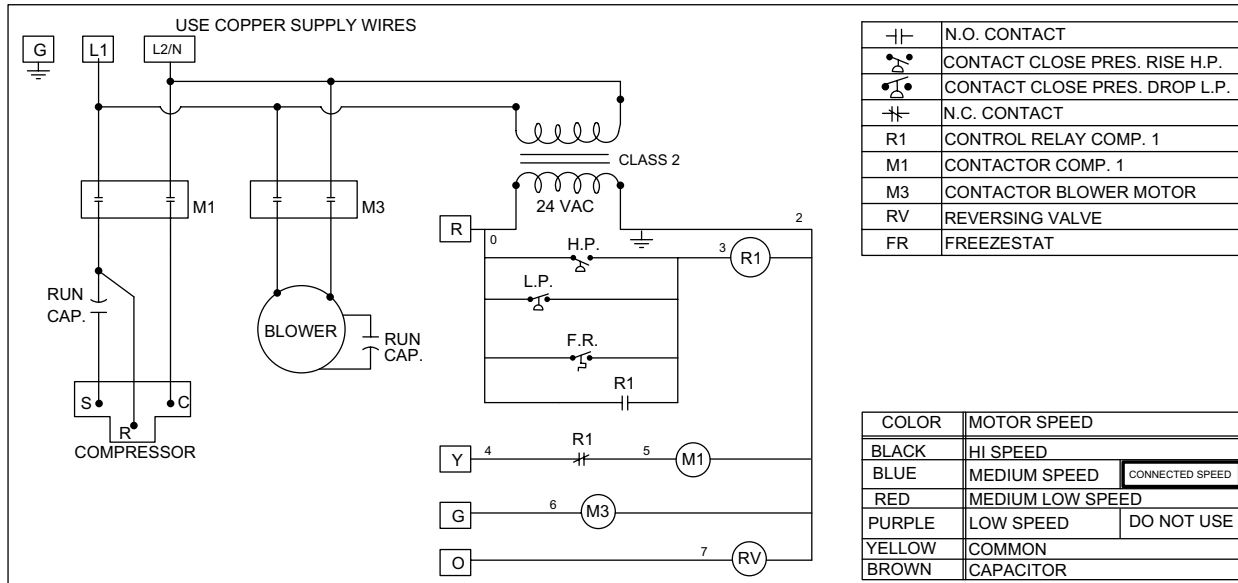 USE COPPER SUPPLY WIRES
G
L1
L2/N
CLASS 2
24 VAC
M1
M3
RUN
CAP.
S
C
R
COMPRESSOR
BLOWER
RUN
CAP.
R
0
2
H.P.
3
R1
L.P.
F.R.
R1
Y
4
R1
5
M1
G
6
M3
O
7
RV
N.O. CONTACT
CONTACT CLOSE PRES. RISE H.P.
CONTACT CLOSE PRES. DROP L.P.
N.C. CONTACT
R1 CONTROL RELAY COMP. 1
M1 CONTACTOR COMP. 1
M3 CONTACTOR BLOWER MOTOR
RV REVERSING VALVE
FR FREEZESTAT
COLOR MOTOR SPEED
BLACK HI SPEED
BLUE MEDIUM SPEED CONNECTED SPEED
RED MEDIUM LOW SPEED
PURPLE LOW SPEED DO NOT USE
YELLOW COMMON
BROWN CAPACITOR